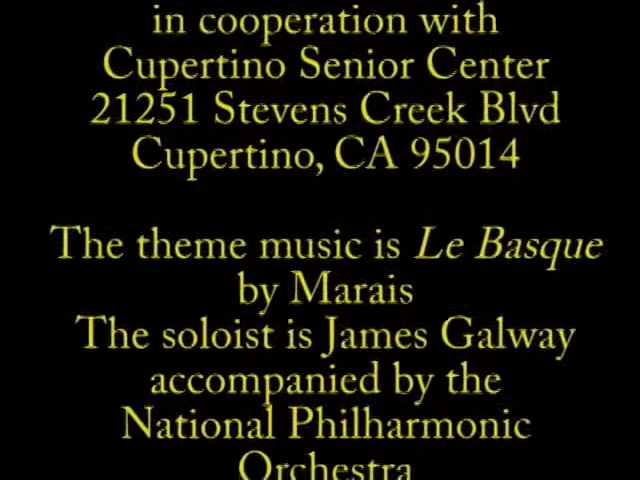 in cooperation with
Cupertino Senior Center
21251 Stevens Creek Blvd
Cupertino, CA 95014
The theme music is Le Basque
by Marais
The soloist is James Galway
accompanied by the
National Philharmonic
Orchestra